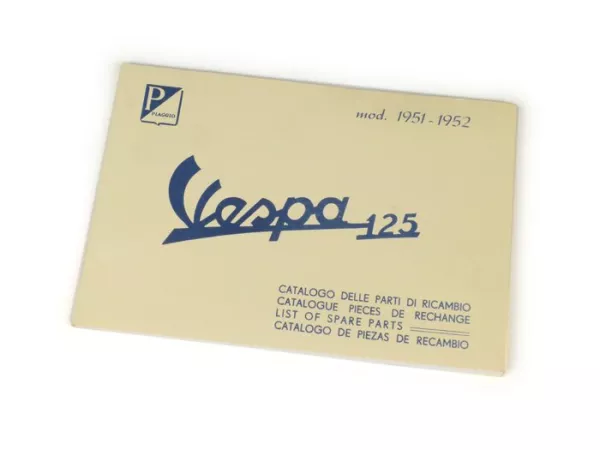 P
PIAGGIO
mod. 1951-1952
Vespa 125
CATALOGO DELLE PARTI DI RICAMBIO
CATALOGUE PIECES DE RECHANGE
LIST OF SPARE PARTS
CATALOGO DE PIEZAS DE RECAMBIO